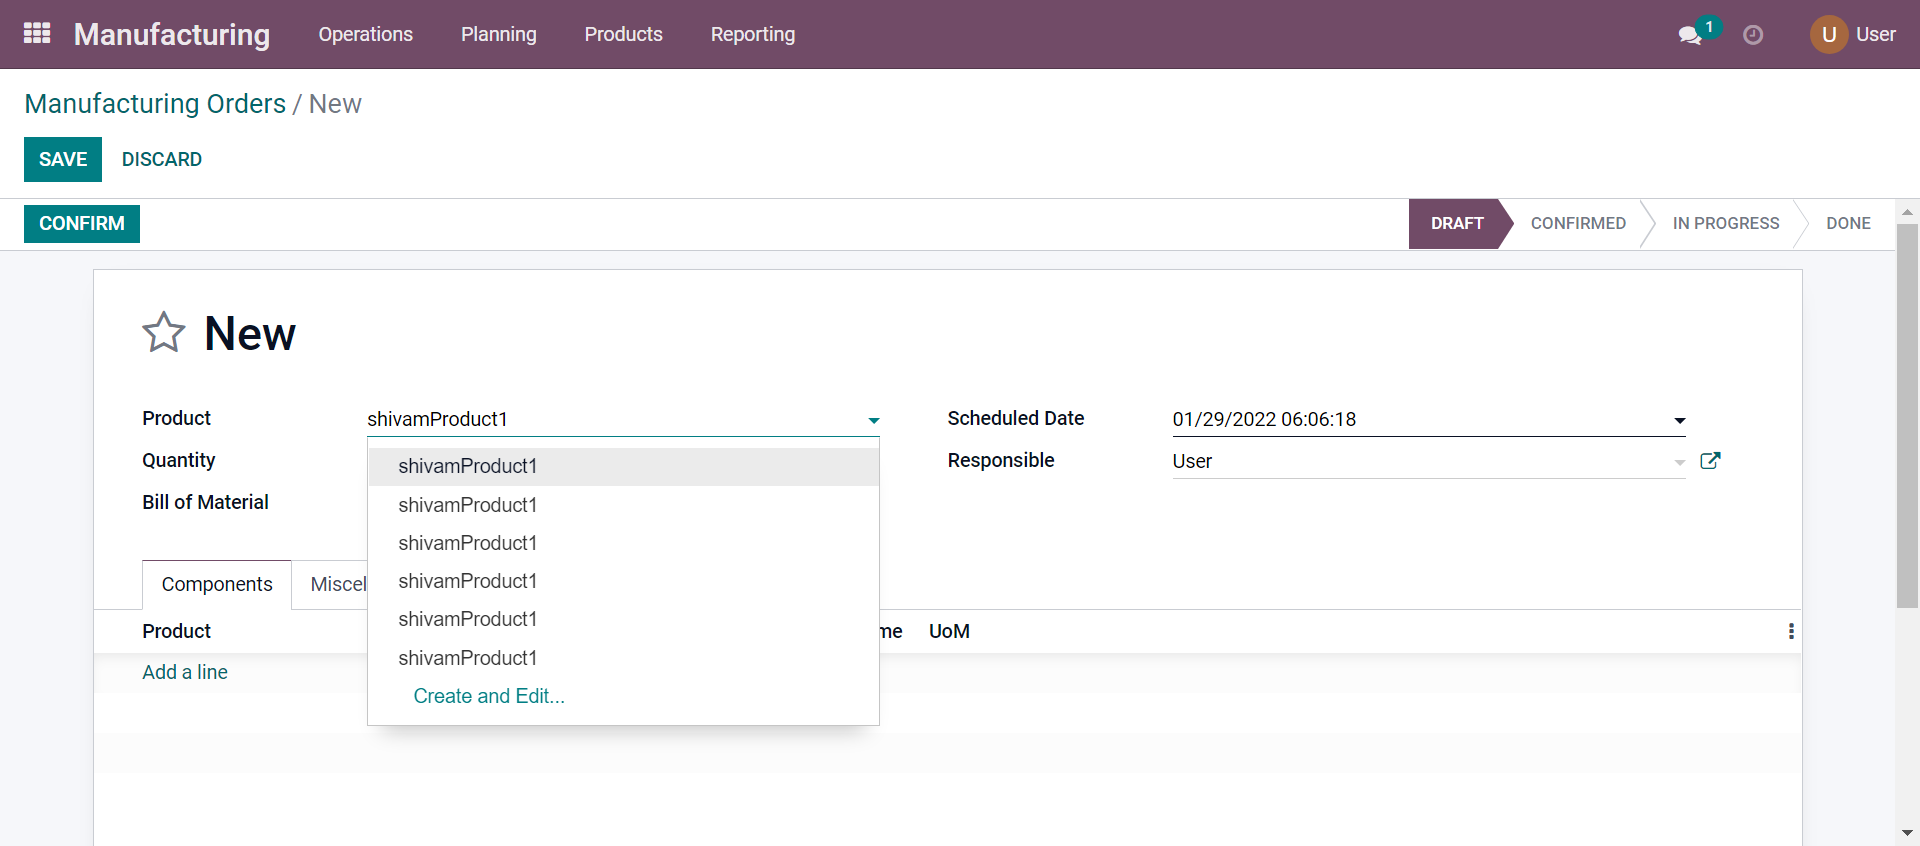 Manufacturing Operations Planning Products Reporting 1 U User
Manufacturing Orders / New
SAVE DISCARD
CONFIRM DRAFT CONFIRMED IN PROGRESS DONE
New
Product shivamProduct1 Scheduled Date 01/29/2022 06:06:18
Quantity shivamProduct1 Responsible User
Bill of Material shivamProduct1
shivamProduct1
Components Miscel shivamProduct1
shivamProduct1
Product me UoM
shivamProduct1
Add a line
Create and Edit...